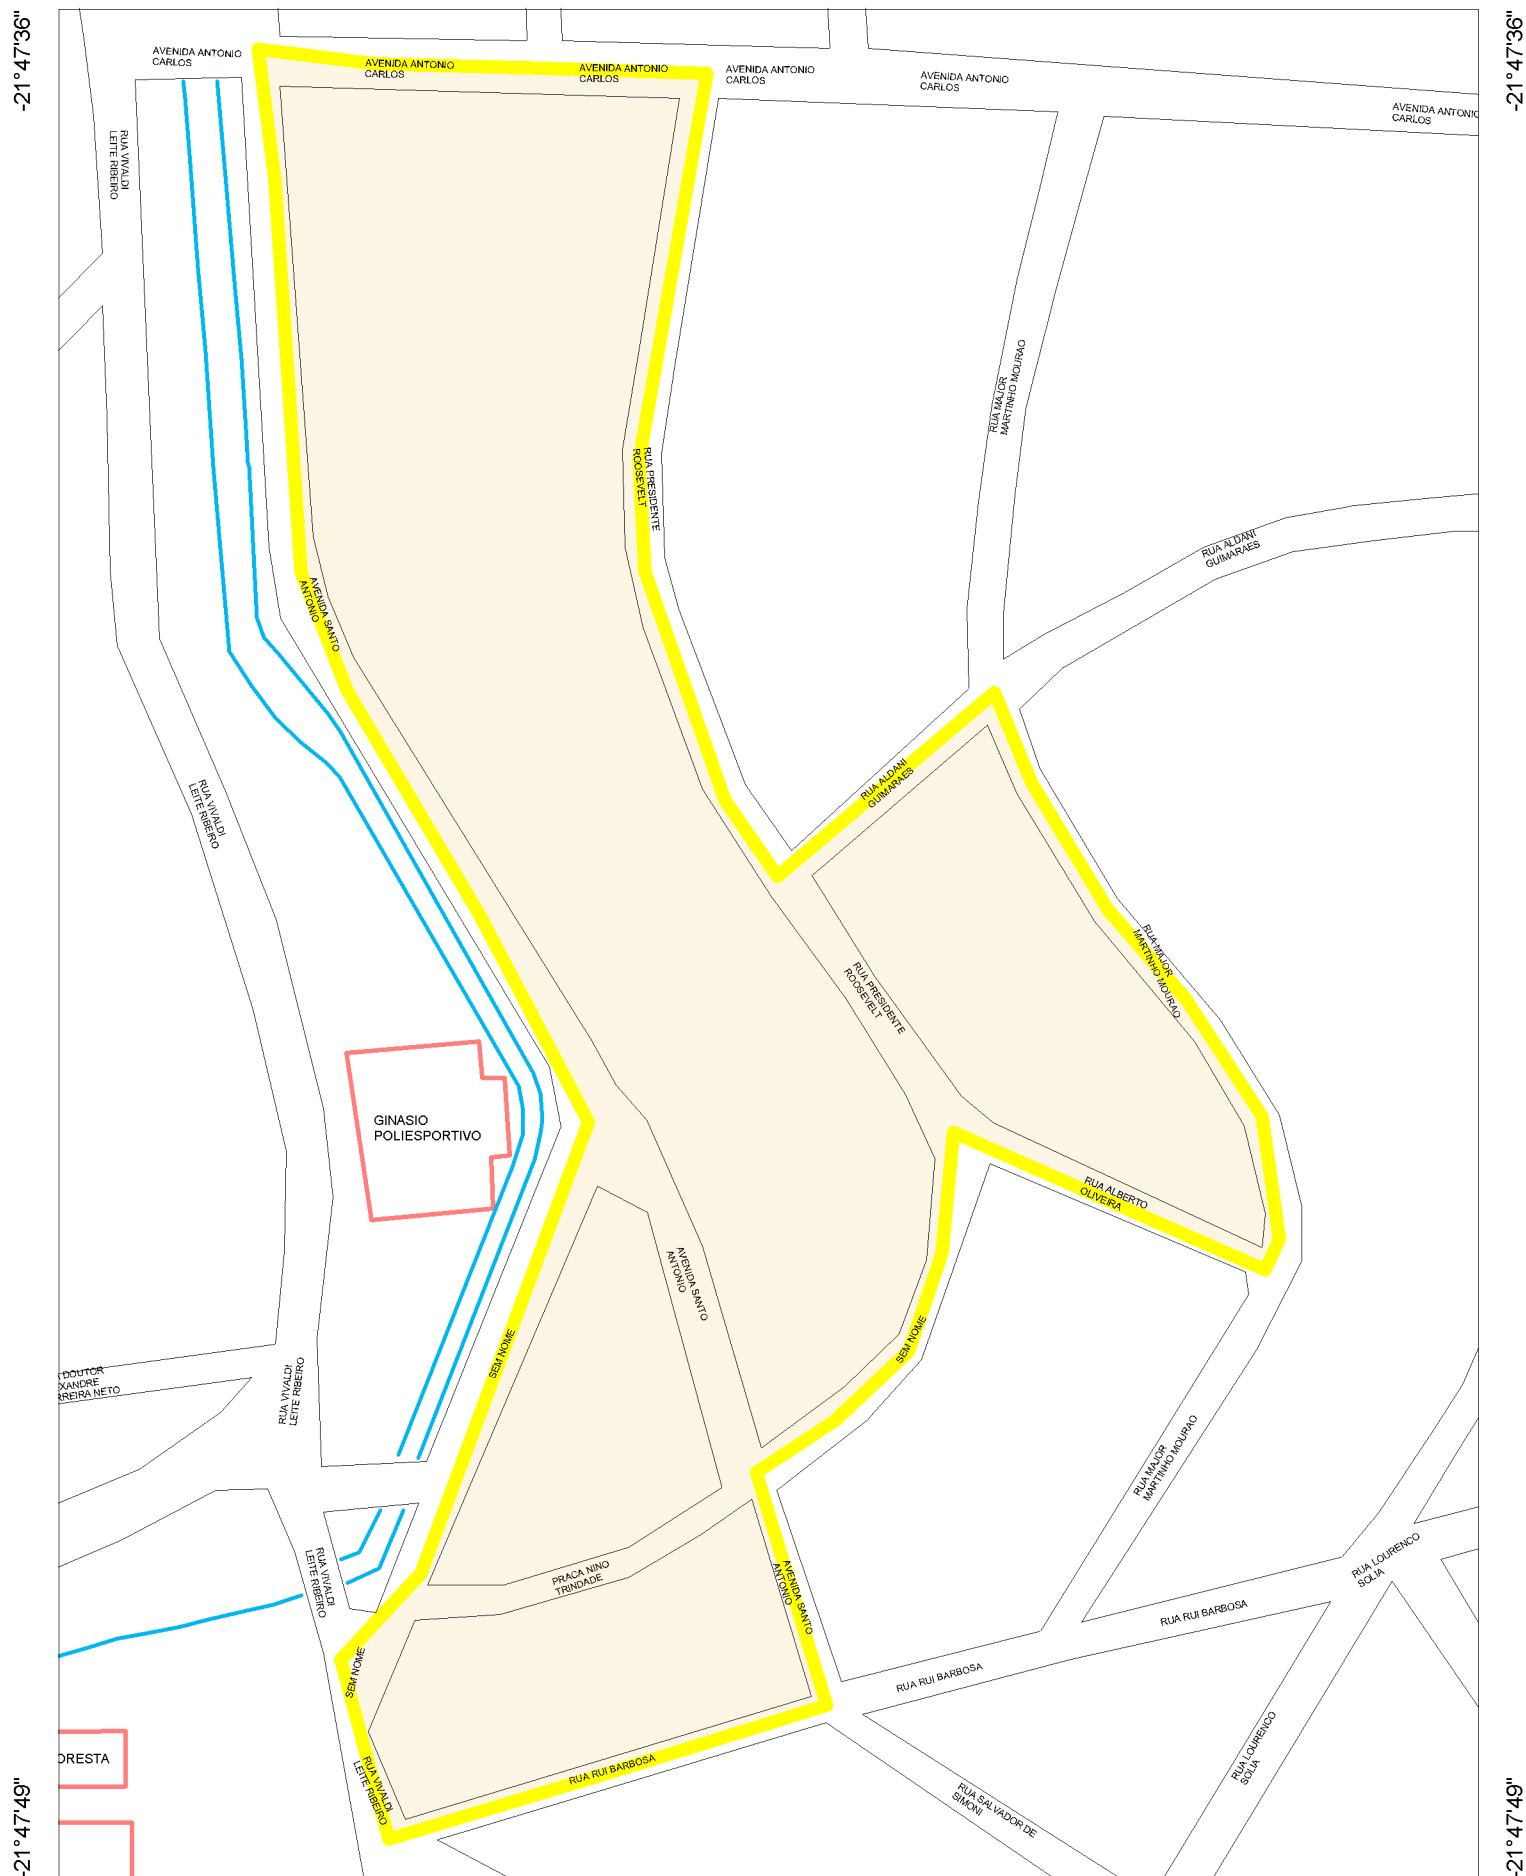 -21°47'36"
-21°47'36"
AVENIDA ANTONIO
CARLOS
AVENIDA ANTONIO
CARLOS
AVENIDA ANTONIO
CARLOS
AVENIDA ANTONIO
CARLOS
AVENIDA ANTONIO
CARLOS
AVENIDA ANTONIO
CARLOS
RUA VIVALDI
LEITE RIBEIRO
RUA MAJOR
MARTINHO MOURAO
RUA PRESIDENTE
ROOSEVELT
RUA ALDANI
GUIMARAES
AVENIDA SANTO
ANTONIO
RUA VIVALDI
LEITE RIBEIRO
RUA ALDANI
GUIMARAES
RUA MAJOR
MARTINHO MOURAO
RUA PRESIDENTE
ROOSEVELT
GINASIO
POLIESPORTIVO
RUA ALBERTO
OLIVEIRA
AVENIDA SANTO
ANTONIO
SEM NOME
SEM NOME
DOUTOR
XANDRE
RREIRA NETO
RUA VIVALDI
LEITE RIBEIRO
RUA MAJOR
MARTINHO MOURAO
RUA VIVALDI
LEITE RIBEIRO
PRACA NINO
TRINDADE
AVENIDA SANTO
ANTONIO
RUA LOURENCO
SOLIA
RUA RUI BARBOSA
SEM NOME
RUA RUI BARBOSA
RUA LOURENCO
SOLIA
ORESTA
RUA VIVALDI
LEITE RIBEIRO
RUA RUI BARBOSA
RUA SALVADOR DE
SIMONI
-21°47'49"
-21°47'49"